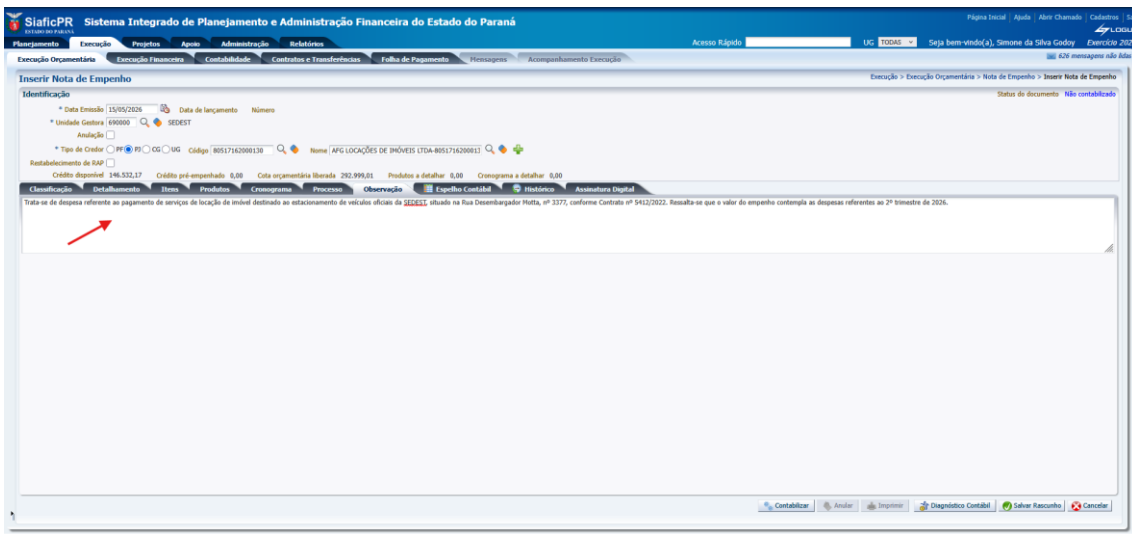 SiaficPR Sistema Integrado de Planejamento e Administração Financeira do Estado do Paraná
ESTADO DO PARANÁ
Página Inicial | Ajuda | Abrir Chamado | Cadastros
Planejamento Execução Projetos Apoio Administração Relatórios Acesso Rápido UG TODAS Seja bem-vindo(a), Simone da Silva Godoy Exercício 202
Execução Orçamentária Execução Financeira Contabilidade Contratos e Transferências Folha de Pagamento Mensagens Acompanhamento Execução 626 mensagens não lidas
Inserir Nota de Empenho Execução > Execução Orçamentária > Nota de Empenho > Inserir Nota de Empenho
Identificação Status do documento Não contabilizado
* Data Emissão 15/05/2026 Data de lançamento Número
* Unidade Gestora 690000 SEDEST
Anulação
* Tipo de Credor PF PJ CG UG Código 80517162000130 Nome AFG LOCAÇÕES DE IMÓVEIS LTDA-8051716200013
Restabelecimento de RAP
Crédito disponível 146.532,17 Crédito pré-empenhado 0,00 Cota orçamentária liberada 292.999,01 Produtos a detalhar 0,00 Cronograma a detalhar 0,00
Classificação Detalhamento Itens Produtos Cronograma Processo Observação Espelho Contábil Histórico Assinatura Digital
Trata-se de despesa referente ao pagamento de serviços de locação de imóvel destinado ao estacionamento de veículos oficiais da SEDEST, situado na Rua Desembargador Motta, nº 3377, conforme Contrato nº 5412/2022. Ressalta-se que o valor do empenho contempla as despesas referentes ao 2º trimestre de 2026.
Contabilizar Anular Imprimir Diagnóstico Contábil Salvar Rascunho Cancelar